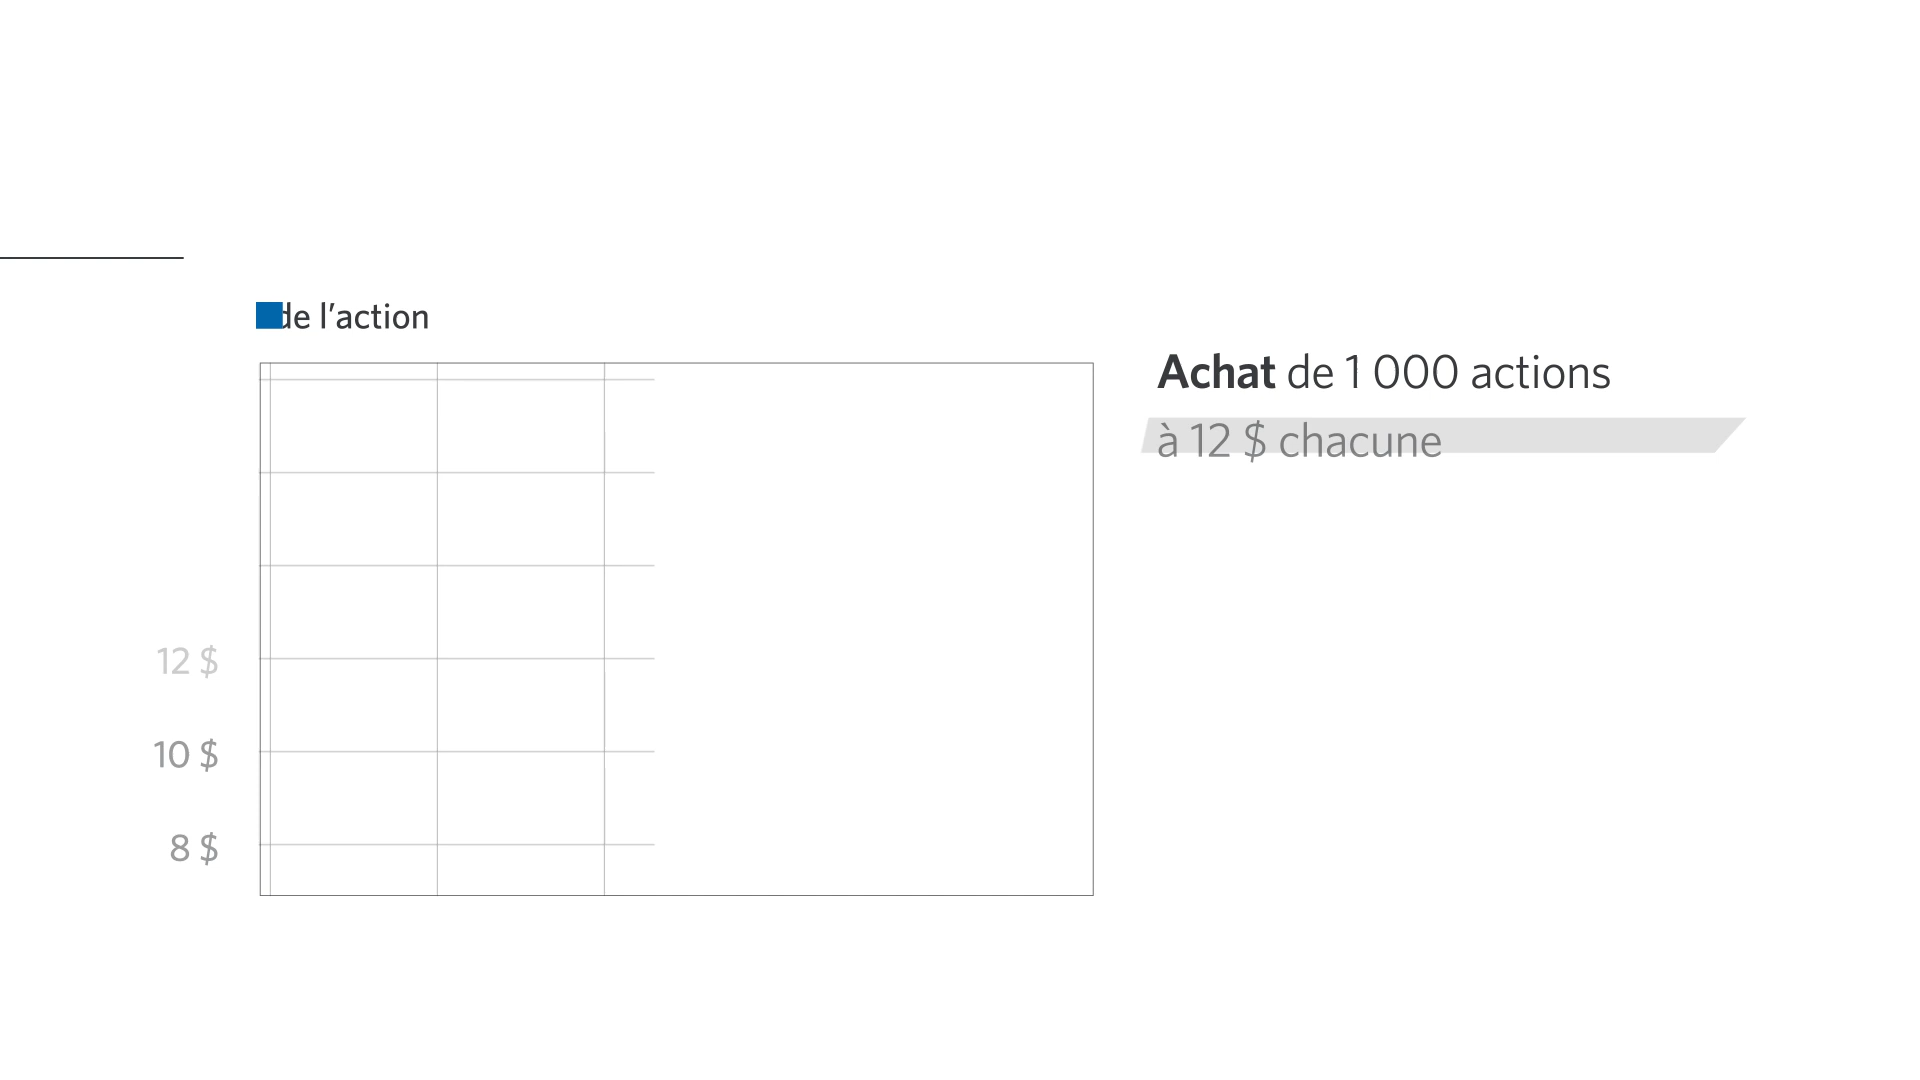 de l’action
Achat de 1 000 actions
à 12 $ chacune
12 $
10 $
8 $